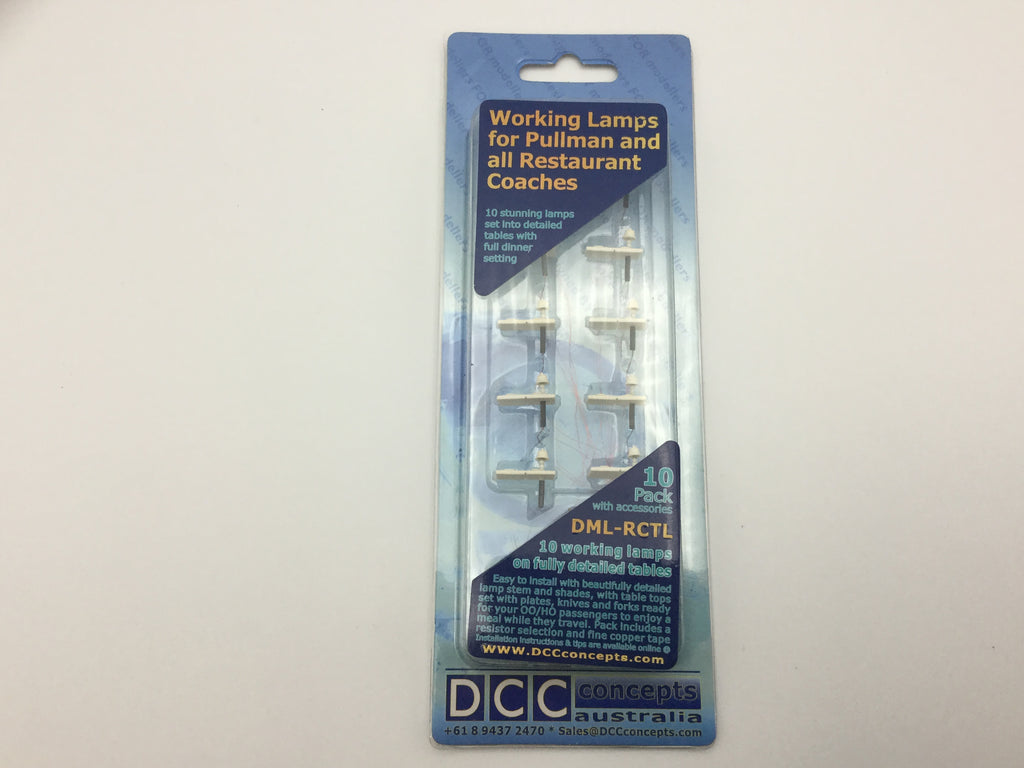 FOR modellers
Working Lamps
for Pullman and
all Restaurant
Coaches
10 stunning lamps
set into detailed
tables with
full dinner
setting
10
Pack
with accessories
DML-RCTL
10 working lamps
on fully detailed tables
Easy to install with beautifully detailed
lamp stem and shades, with table tops
set with plates, knives and forks ready
for your OO/HO passengers to enjoy a
meal while they travel. Pack includes a
resistor selection and fine copper tape
Installation instructions & tips are available online @
www.DCCconcepts.com
DCC concepts
australia
+61 8 9437 2470 * Sales@DCCconcepts.com